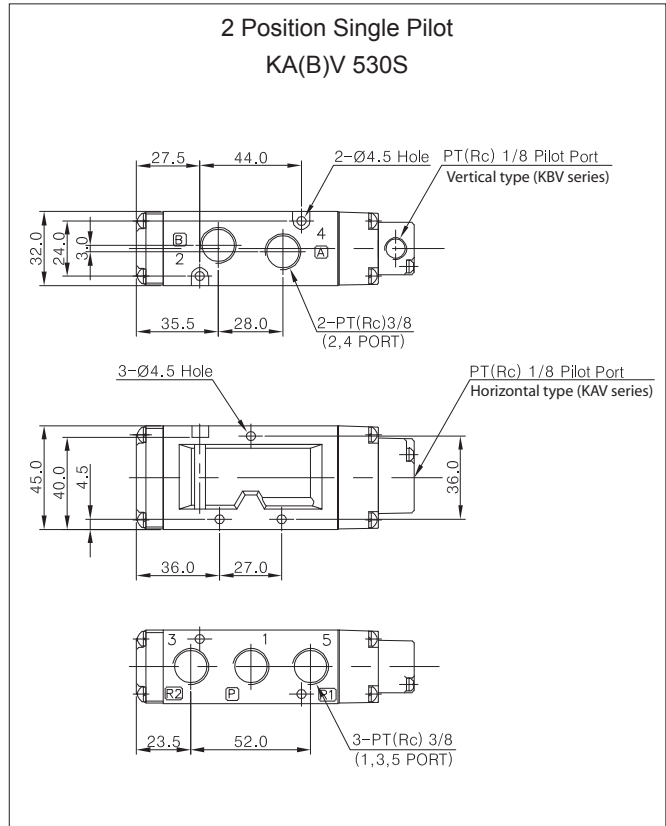 2 Position Single Pilot
KA(B)V 530S
27.5
44.0
2-Ø4.5 Hole
PT(Rc) 1/8 Pilot Port
Vertical type (KBV series)
32.0
24.0
3.0
B
2
4
A
35.5
28.0
2-PT(Rc)3/8
(2,4 PORT)
3-Ø4.5 Hole
PT(Rc) 1/8 Pilot Port
Horizontal type (KAV series)
45.0
40.0
4.5
36.0
36.0
27.0
3
1
5
R2
P
R1
23.5
52.0
3-PT(Rc) 3/8
(1,3,5 PORT)